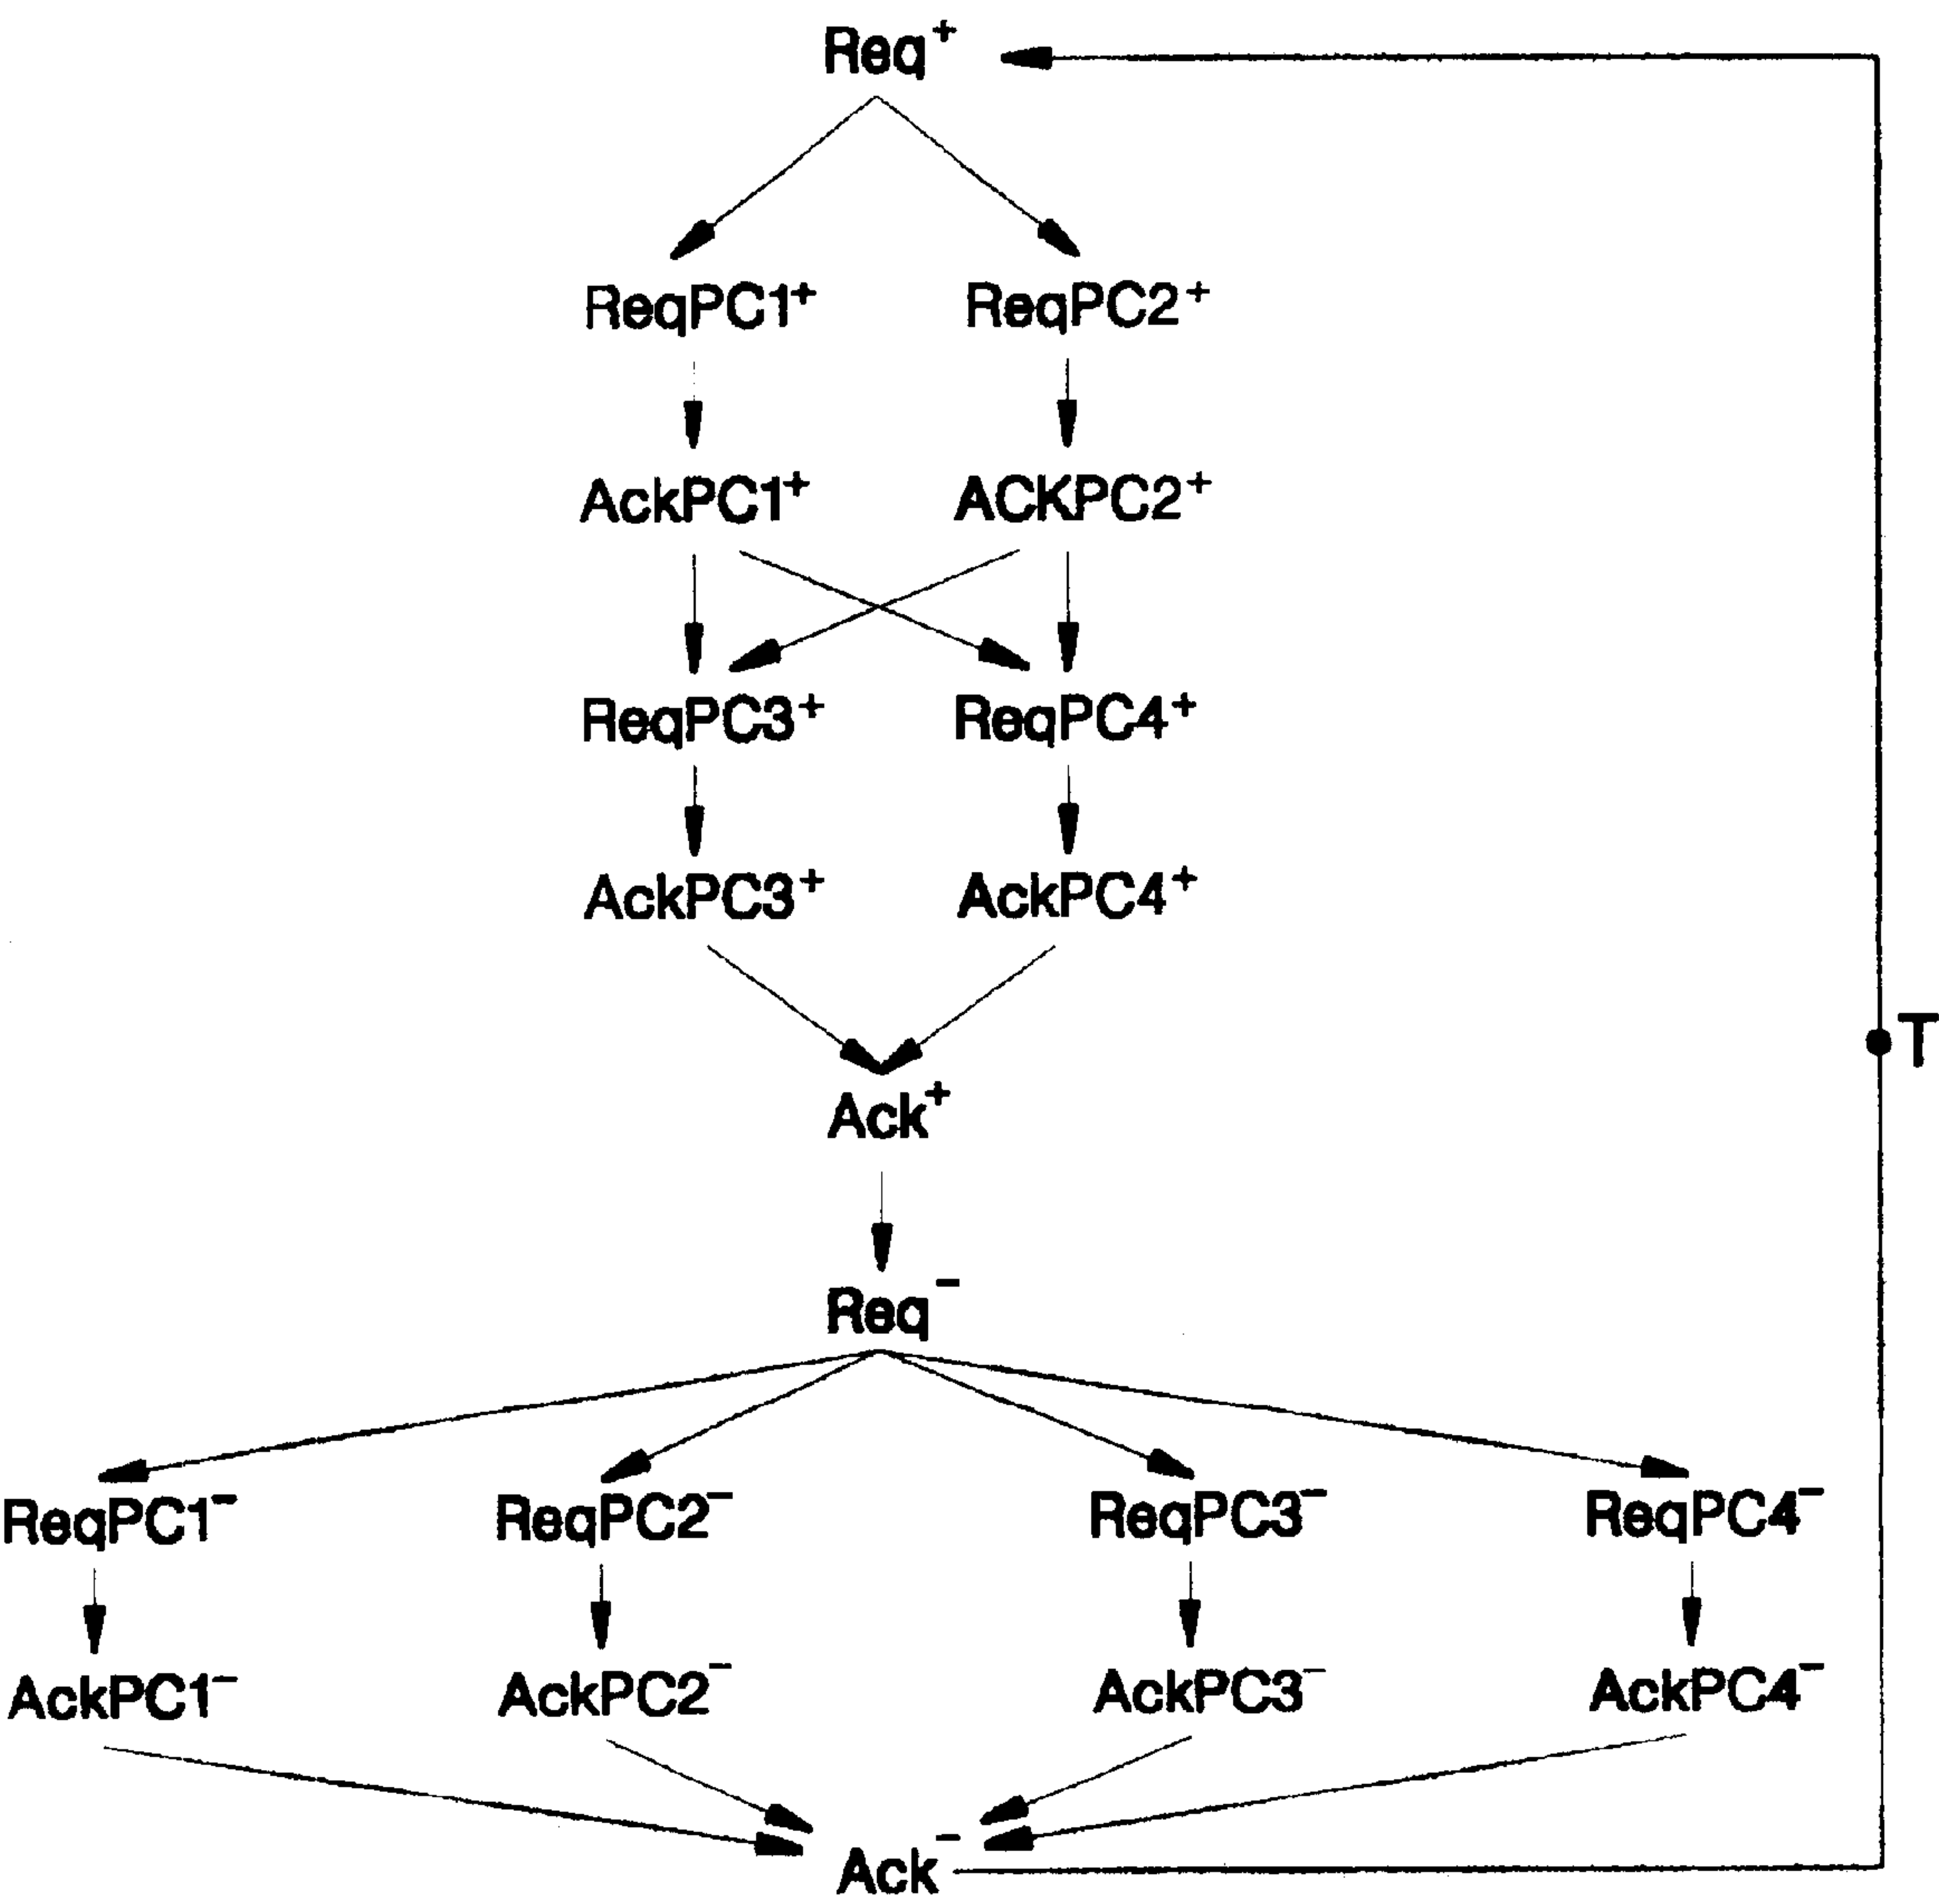 Req⁺
ReqPC1⁺ ReqPC2⁺
AckPC1⁺ ACKPC2⁺
ReqPC3⁺ ReqPC4⁺
AckPC3⁺ AckPC4⁺
T
Ack⁺
Req⁻
ReqPC1⁻ ReqPC2⁻ ReqPC3⁻ ReqPC4⁻
AckPC1⁻ AckPC2⁻ AckPC3⁻ AckPC4⁻
Ack⁻